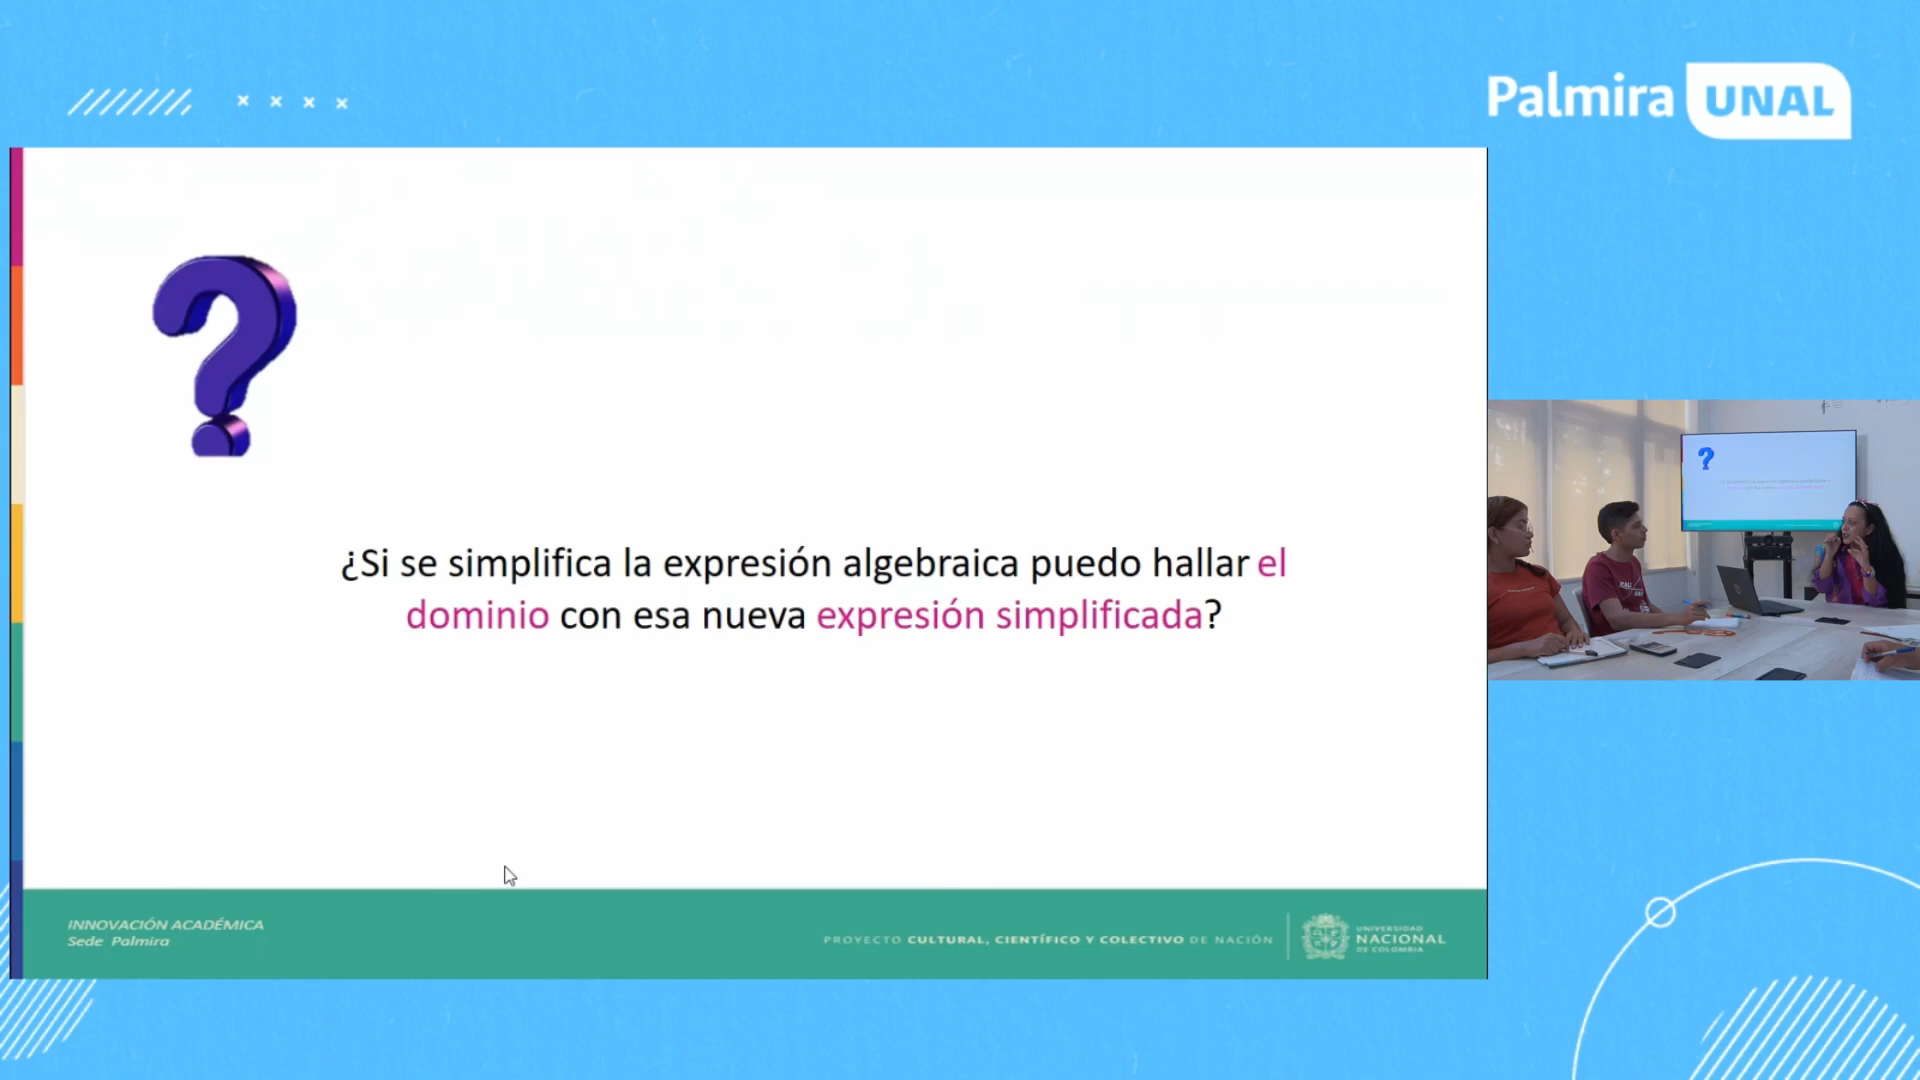 Palmira UNAL
?
¿Si se simplifica la expresión algebraica puedo hallar el
dominio con esa nueva expresión simplificada?
INNOVACIÓN ACADÉMICA
Sede Palmira
PROYECTO CULTURAL, CIENTÍFICO Y COLECTIVO DE NACIÓN
UNIVERSIDAD
NACIONAL
DE COLOMBIA
?